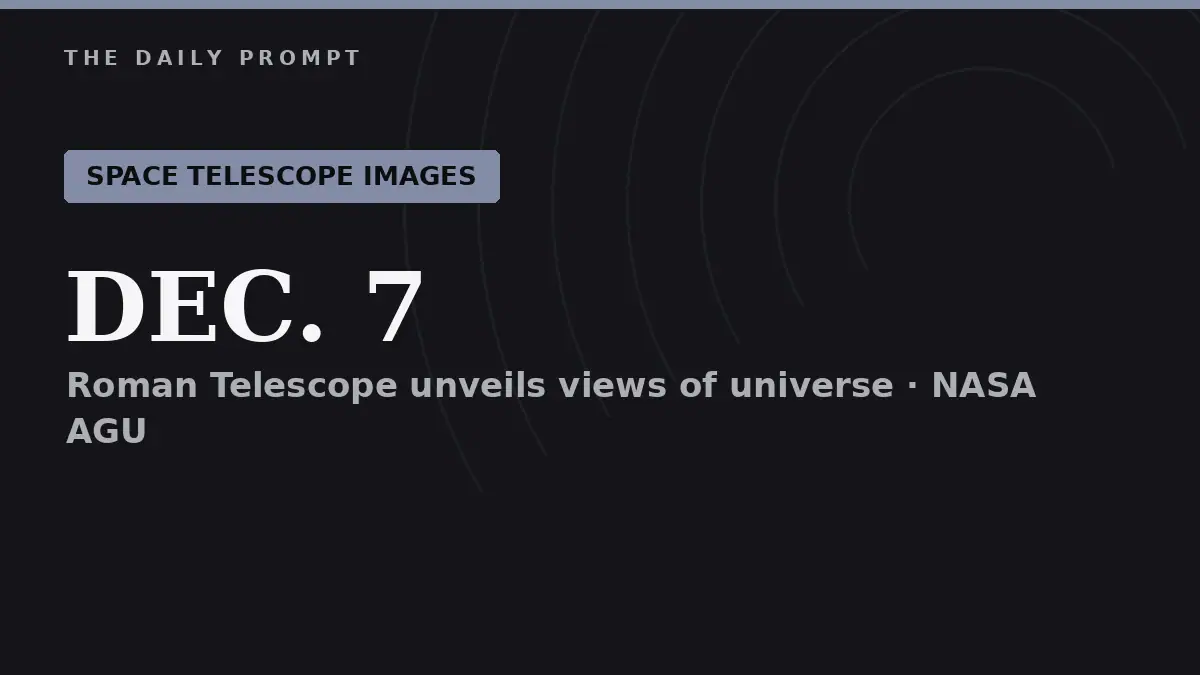 THE DAILY PROMPT
SPACE TELESCOPE IMAGES
DEC. 7
Roman Telescope unveils views of universe · NASA
AGU